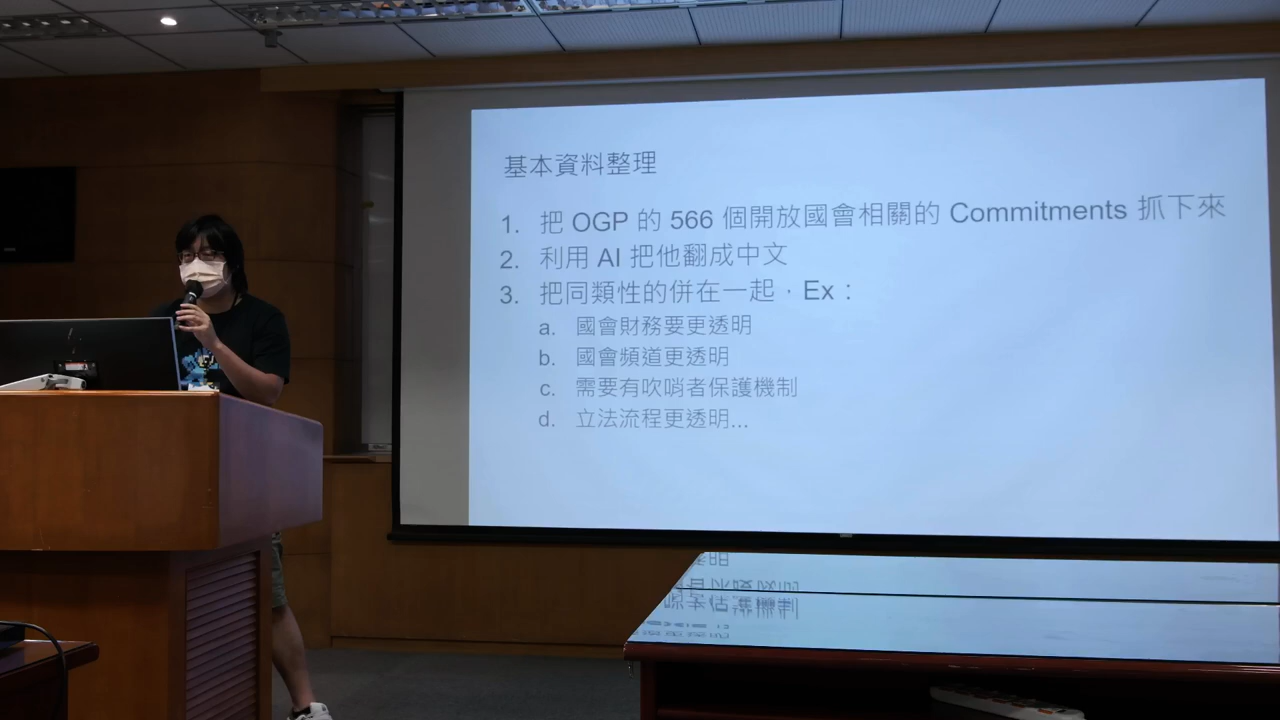 基本資料整理
1. 把 OGP 的 566 個開放國會相關的 Commitments 抓下來
2. 利用 AI 把他翻成中文
3. 把同類性的併在一起，Ex：
a. 國會財務要更透明
b. 國會頻道更透明
c. 需要有吹哨者保護機制
d. 立法流程更透明...